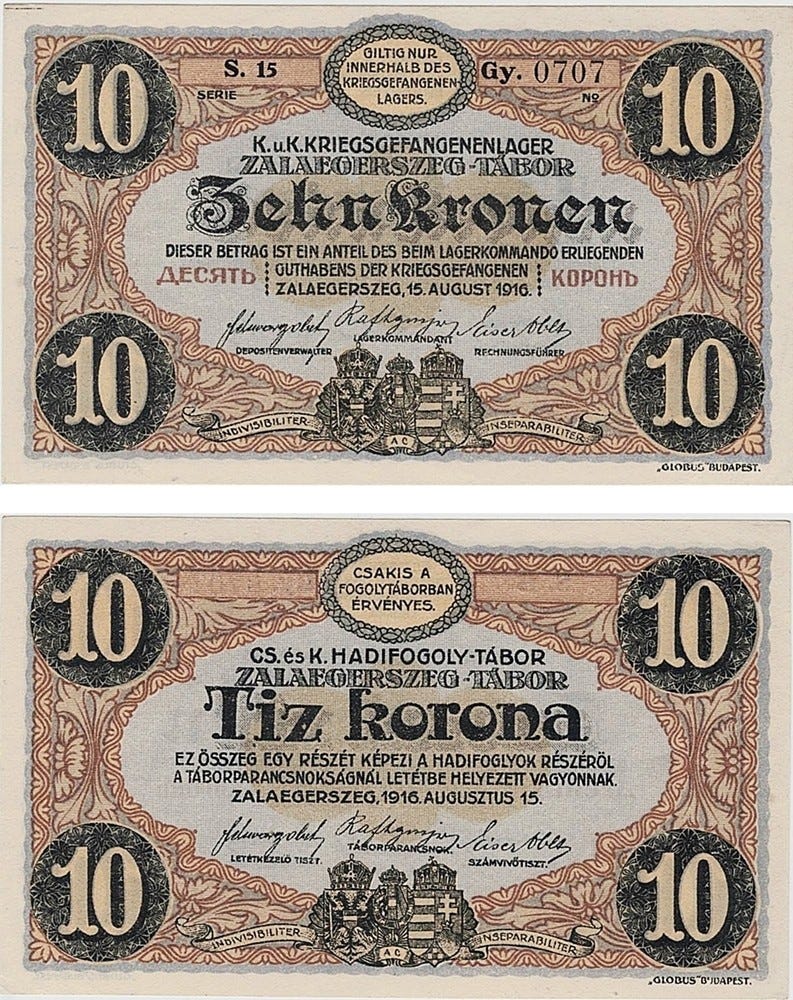 GILTIG NUR
INNERHALB DES
KRIEGSGEFANGENEN-
LAGERS.
S. 15
SERIE
Gy. 0707
Nº
10
10
K.u.K.KRIEGSGEFANGENENLAGER
ZALAEGERSZEG-TÁBOR
Zehn Kronen
DIESER BETRAG IST EIN ANTEIL DES BEIM LAGERKOMMANDO ERLIEGENDEN
GUTHABENS DER KRIEGSGEFANGENEN
ДЕСЯТЬ
КОРОНЪ
ZALAEGERSZEG, 15. AUGUST 1916.
LAGERKOMMANDANT
DEPOSITENVERWALTER
RECHNUNGSFÜHRER
10
10
INDIVISIBILITER
AC
INSEPARABILITER
„GLOBUS" BUDAPEST.
CSAKIS A
FOGOLYTÁBORBAN
ÉRVÉNYES.
10
10
CS. és K. HADIFOGOLY-TÁBOR
ZALAEGERSZEG-TÁBOR
Tiz korona
EZ ÖSSZEG EGY RÉSZÉT KÉPEZI A HADIFOGLYOK RÉSZÉRÖL
A TÁBORPARANCSNOKSÁGNÁL LETÉTBE HELYEZETT VAGYONNAK.
ZALAEGERSZEG, 1916. AUGUSZTUS 15.
TÁBORPARANCSNOK.
LETÉTKEZELŐ TISZT.
SZÁMVIVŐTISZT.
10
10
INDIVISIBILITER
AC
INSEPARABILITER
„GLOBUS" BUDAPEST.